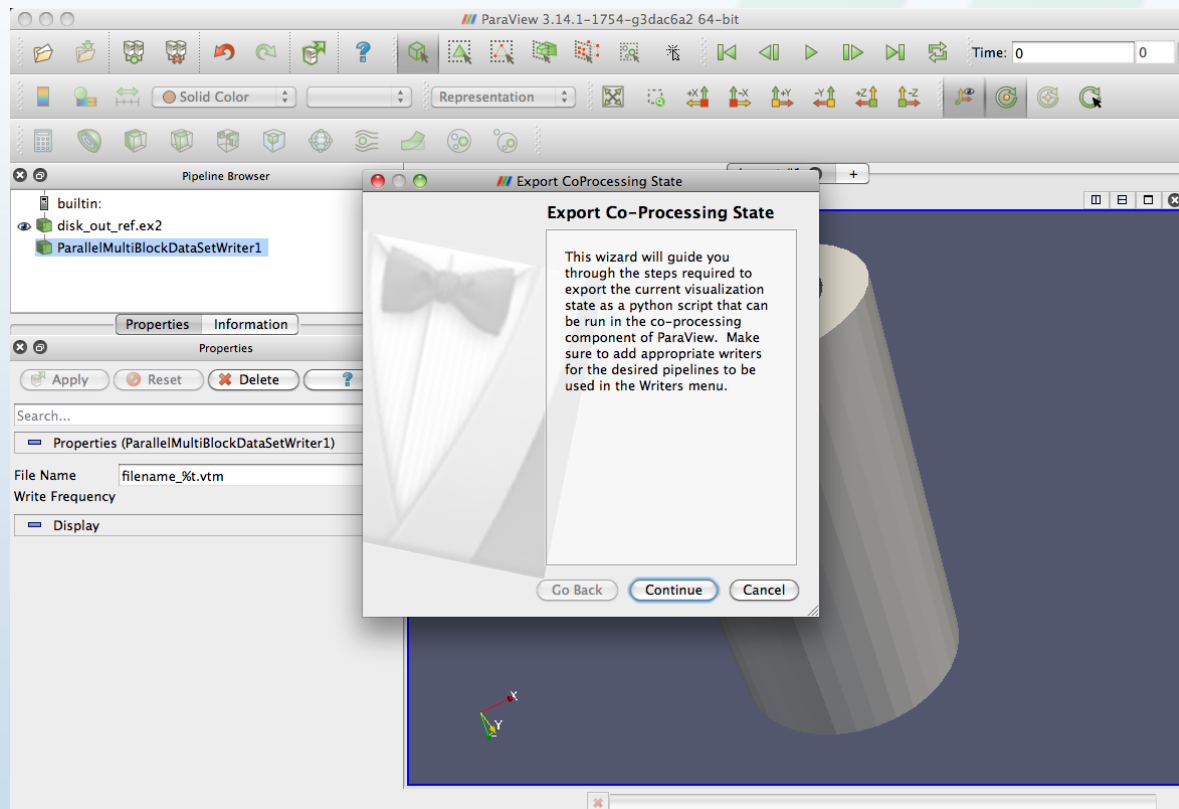 ParaView 3.14.1-1754-g3dac6a2 64-bit
?
Time: 0 0
Solid Color Representation
+X -X +Y -Y +Z -Z
Pipeline Browser
builtin:
disk_out_ref.ex2
ParallelMultiBlockDataSetWriter1
Properties Information
Properties
Apply Reset Delete ?
Search...
Properties (ParallelMultiBlockDataSetWriter1)
File Name filename_%t.vtm
Write Frequency
Display
+
Export CoProcessing State
Export Co-Processing State
This wizard will guide you
through the steps required to
export the current visualization
state as a python script that can
be run in the co-processing
component of ParaView. Make
sure to add appropriate writers
for the desired pipelines to be
used in the Writers menu.
Go Back Continue Cancel
X
Y